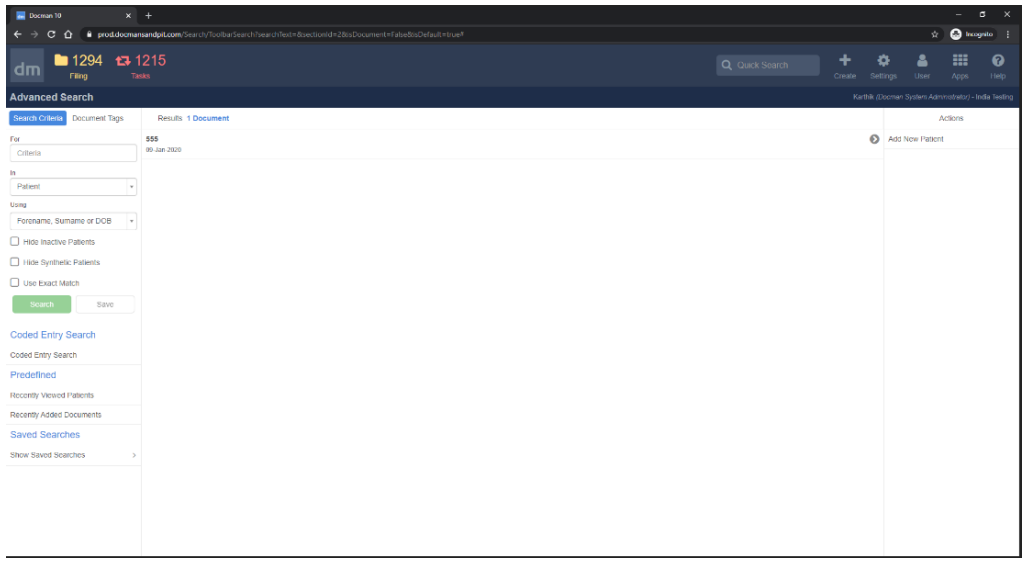 dm Docman 10
prod.docmansandpit.com/Search/ToolbarSearch?searchText=&sectionId=2&isDocument=False&isDefault=true#
Incognito
dm
1294
Filing
1215
Tasks
Quick Search
Create
Settings
User
Apps
Help
Advanced Search
Karthik (Docman System Administrator) - India Testing
Search Criteria
Document Tags
Results 1 Document
Actions
For
Criteria
555
09-Jan-2020
Add New Patient
In
Patient
Using
Forename, Surname or DOB
Hide Inactive Patients
Hide Synthetic Patients
Use Exact Match
Search
Save
Coded Entry Search
Coded Entry Search
Predefined
Recently Viewed Patients
Recently Added Documents
Saved Searches
Show Saved Searches